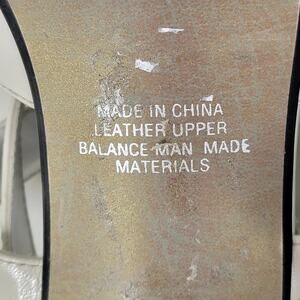 MADE IN CHINA
LEATHER UPPER
BALANCE MAN MADE
MATERIALS